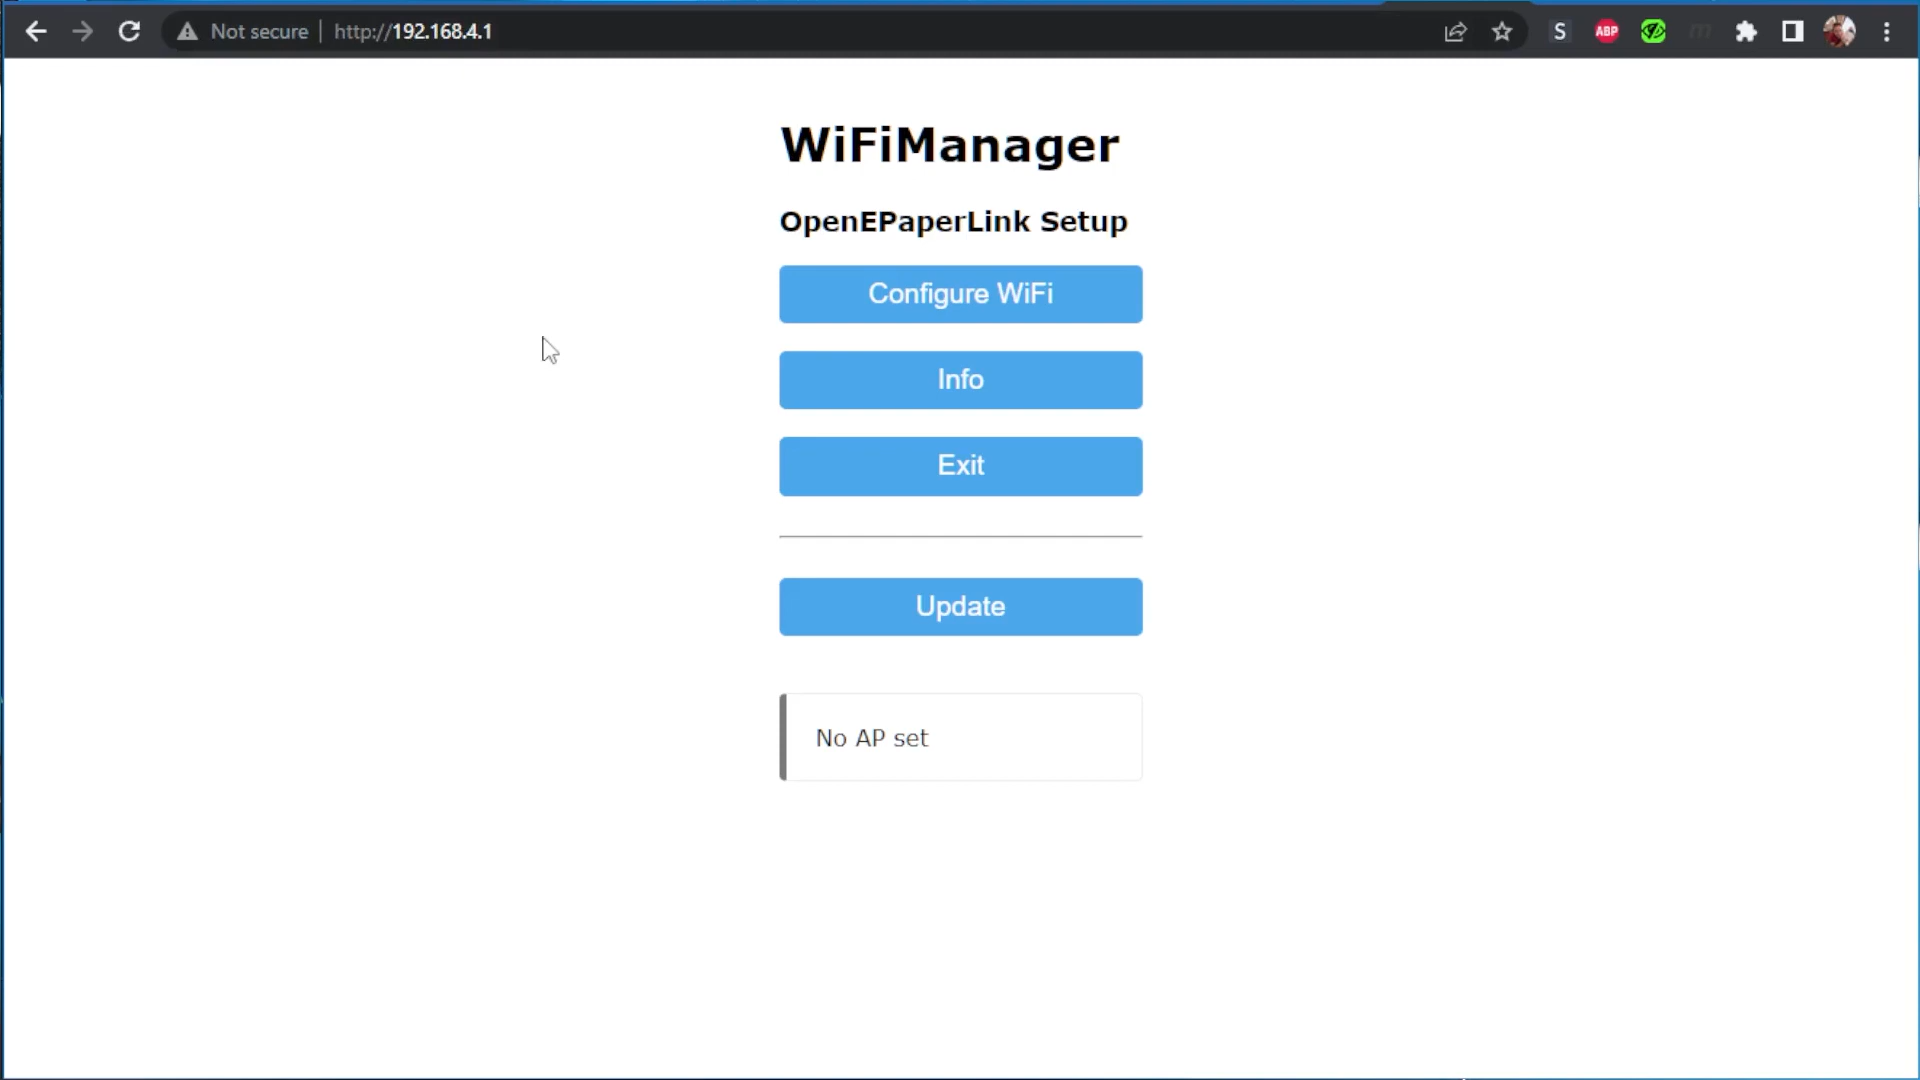 Not secure | http://192.168.4.1
S
ABP
m
WiFiManager
OpenEPaperLink Setup
Configure WiFi
Info
Exit
Update
No AP set